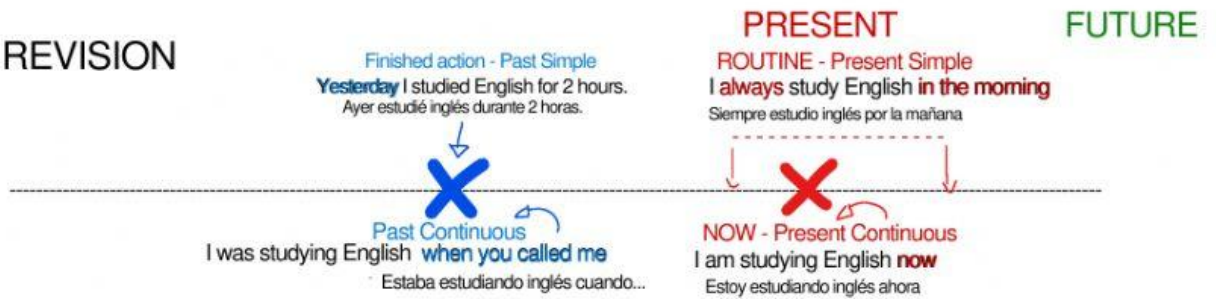 REVISION
Finished action - Past Simple
Yesterday I studied English for 2 hours.
Ayer estudié inglés durante 2 horas.
PRESENT
ROUTINE - Present Simple
I always study English in the morning
Siempre estudio inglés por la mañana
FUTURE
Past Continuous
I was studying English when you called me
Estaba estudiando inglés cuando...
NOW - Present Continuous
I am studying English now
Estoy estudiando inglés ahora